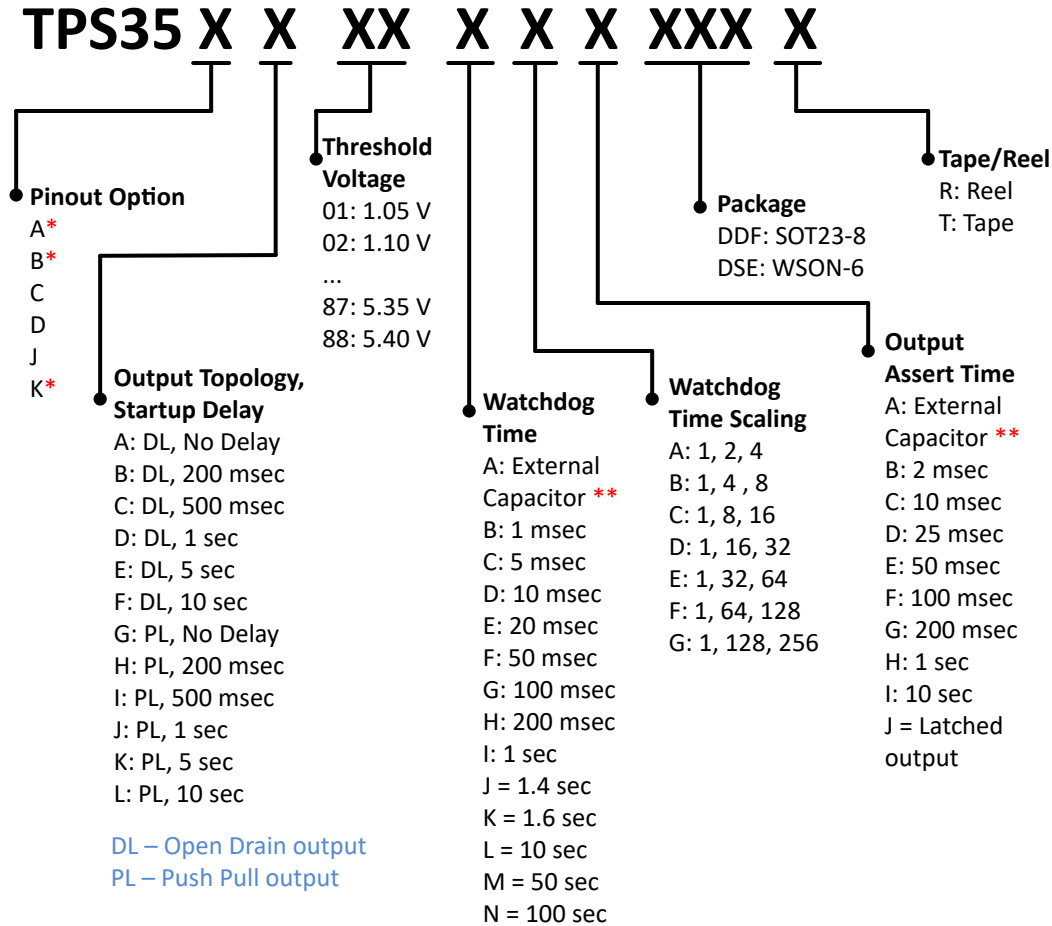 TPS35 X X XX X X X XXX X
Pinout Option
A*
B*
C
D
J
K*
Output Topology,
Startup Delay
A: DL, No Delay
B: DL, 200 msec
C: DL, 500 msec
D: DL, 1 sec
E: DL, 5 sec
F: DL, 10 sec
G: PL, No Delay
H: PL, 200 msec
I: PL, 500 msec
J: PL, 1 sec
K: PL, 5 sec
L: PL, 10 sec
DL – Open Drain output
PL – Push Pull output
Threshold
Voltage
01: 1.05 V
02: 1.10 V
...
87: 5.35 V
88: 5.40 V
Watchdog
Time
A: External
Capacitor **
B: 1 msec
C: 5 msec
D: 10 msec
E: 20 msec
F: 50 msec
G: 100 msec
H: 200 msec
I: 1 sec
J = 1.4 sec
K = 1.6 sec
L = 10 sec
M = 50 sec
N = 100 sec
Watchdog
Time Scaling
A: 1, 2, 4
B: 1, 4 , 8
C: 1, 8, 16
D: 1, 16, 32
E: 1, 32, 64
F: 1, 64, 128
G: 1, 128, 256
Output
Assert Time
A: External
Capacitor **
B: 2 msec
C: 10 msec
D: 25 msec
E: 50 msec
F: 100 msec
G: 200 msec
H: 1 sec
I: 10 sec
J = Latched
output
Package
DDF: SOT23-8
DSE: WSON-6
Tape/Reel
R: Reel
T: Tape